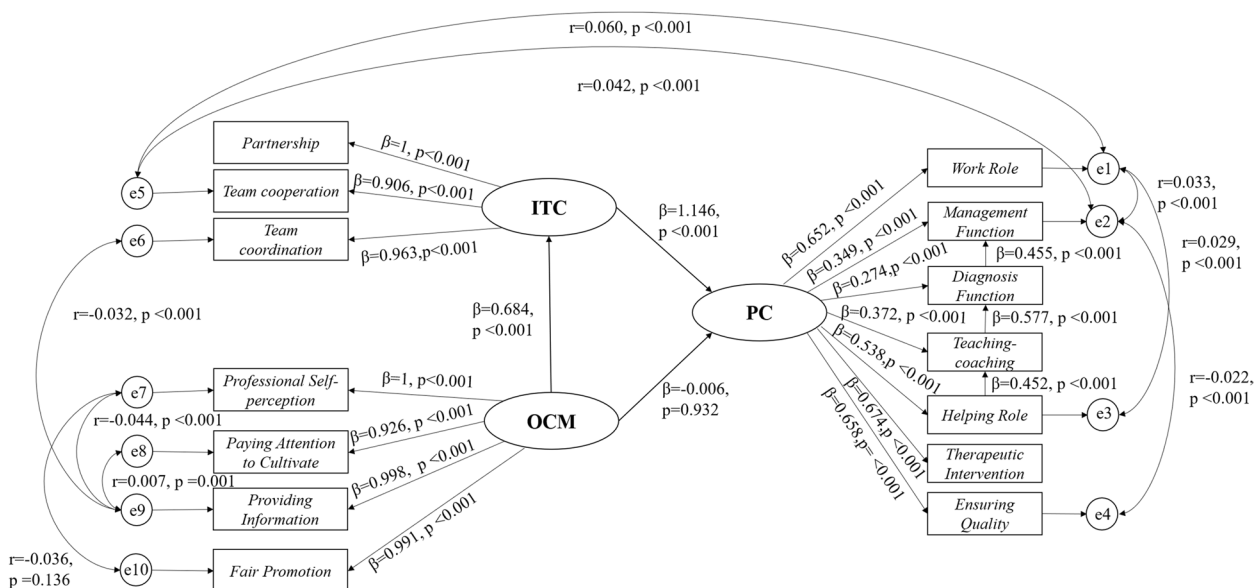 r=0.060, p <0.001
r=0.042, p <0.001
Partnership
β=1, p<0.001
e5
Team cooperation
β=0.906, p<0.001
e6
Team
coordination
β=0.963,p<0.001
ITC
β=1.146,
p <0.001
β=0.684,
p <0.001
r=-0.032, p <0.001
e7
Professional Self-
perception
β=1, p<0.001
r=-0.044, p <0.001
e8
Paying Attention
to Cultivate
β=0.926, p <0.001
r=0.007, p =0.001
e9
Providing
Information
β=0.998,  p <0.001
r=-0.036,
p =0.136
e10
Fair Promotion
β=0.991, p <0.001
OCM
β=-0.006,
p=0.932
PC
β=0.652, p <0.001
β=0.349, p <0.001
β=0.274,p <0.001
β=0.372, p <0.001
β=0.538,p <0.001
β=0.674,p <0.001
β=0.658,p= <0.001
Work Role
e1
Management
Function
e2
β=0.455, p <0.001
Diagnosis
Function
β=0.577, p <0.001
Teaching-
coaching
β=0.452, p <0.001
Helping Role
e3
Therapeutic
Intervention
Ensuring
Quality
e4
r=0.033,
p <0.001
r=0.029,
p <0.001
r=-0.022,
p <0.001